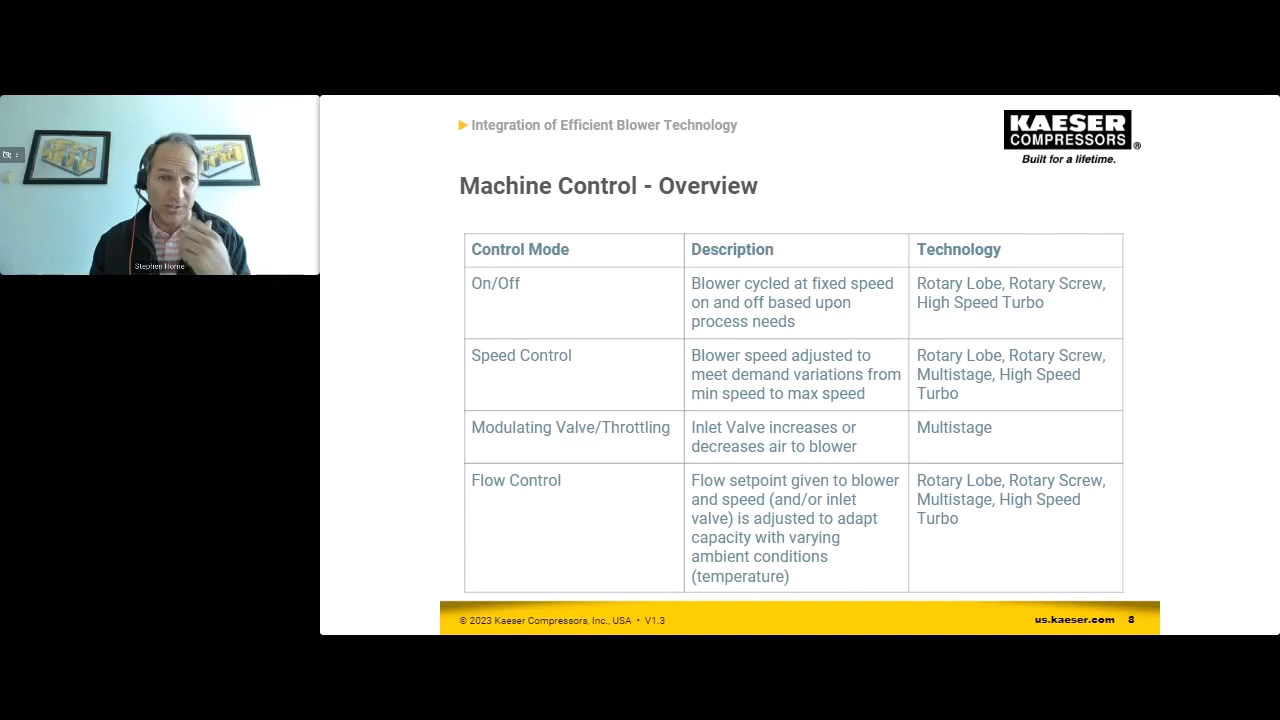 Stephen Horne
Integration of Efficient Blower Technology
KAESER
COMPRESSORS®
Built for a lifetime.
Machine Control - Overview
Control Mode
Description
Technology
On/Off
Blower cycled at fixed speed
on and off based upon
process needs
Rotary Lobe, Rotary Screw,
High Speed Turbo
Speed Control
Blower speed adjusted to
meet demand variations from
min speed to max speed
Rotary Lobe, Rotary Screw,
Multistage, High Speed
Turbo
Modulating Valve/Throttling
Inlet Valve increases or
decreases air to blower
Multistage
Flow Control
Flow setpoint given to blower
and speed (and/or inlet
valve) is adjusted to adapt
capacity with varying
ambient conditions
(temperature)
Rotary Lobe, Rotary Screw,
Multistage, High Speed
Turbo
© 2023 Kaeser Compressors, Inc., USA • V1.3
us.kaeser.com 8